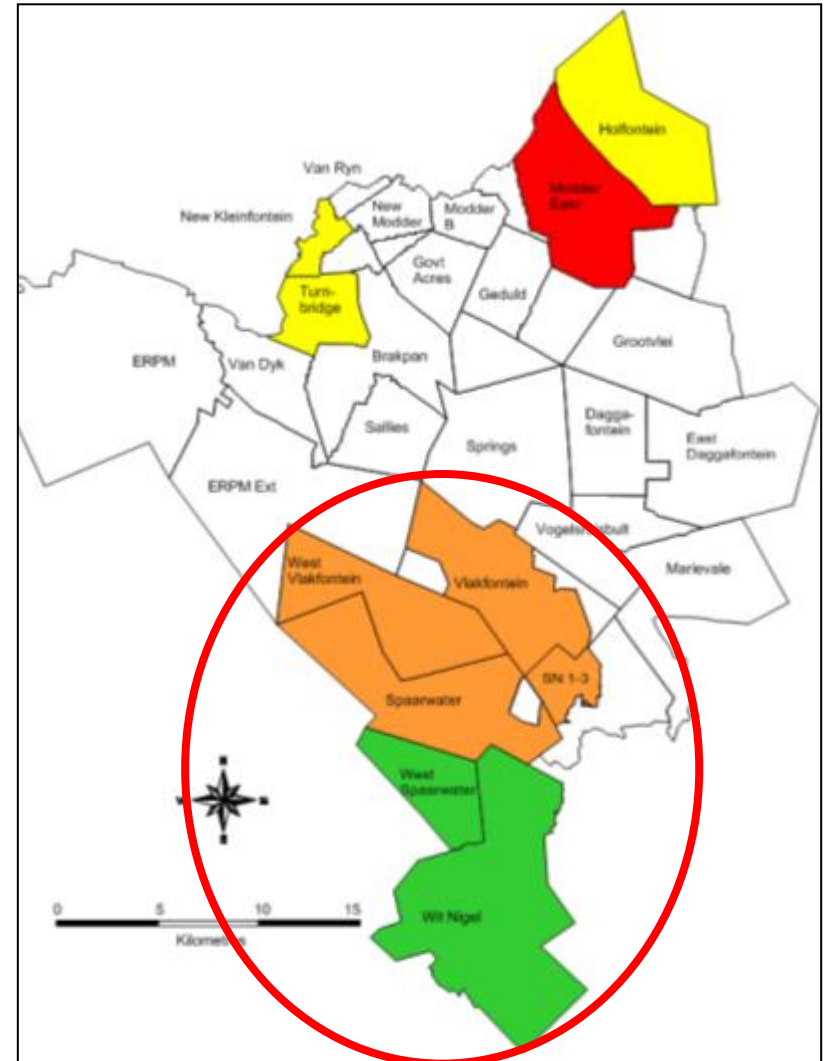 Holfontein
Van Ryn
Modder
East
New Kleinfontein
New
Modder
Modder
B
Govt
Acres
Turn-
bridge
Geduld
Grootvlei
ERPM
Van Dyk
Brakpan
Sallies
Dagga-
fontein
East
Daggafontein
Springs
ERPM Ext
Vogelstruisbult
West
Vlakfontein
Vlakfontein
Marievale
SN 1-3
Spaarwater
West
Spaarwater
0 5 10 15
Kilometres
Wit Nigel